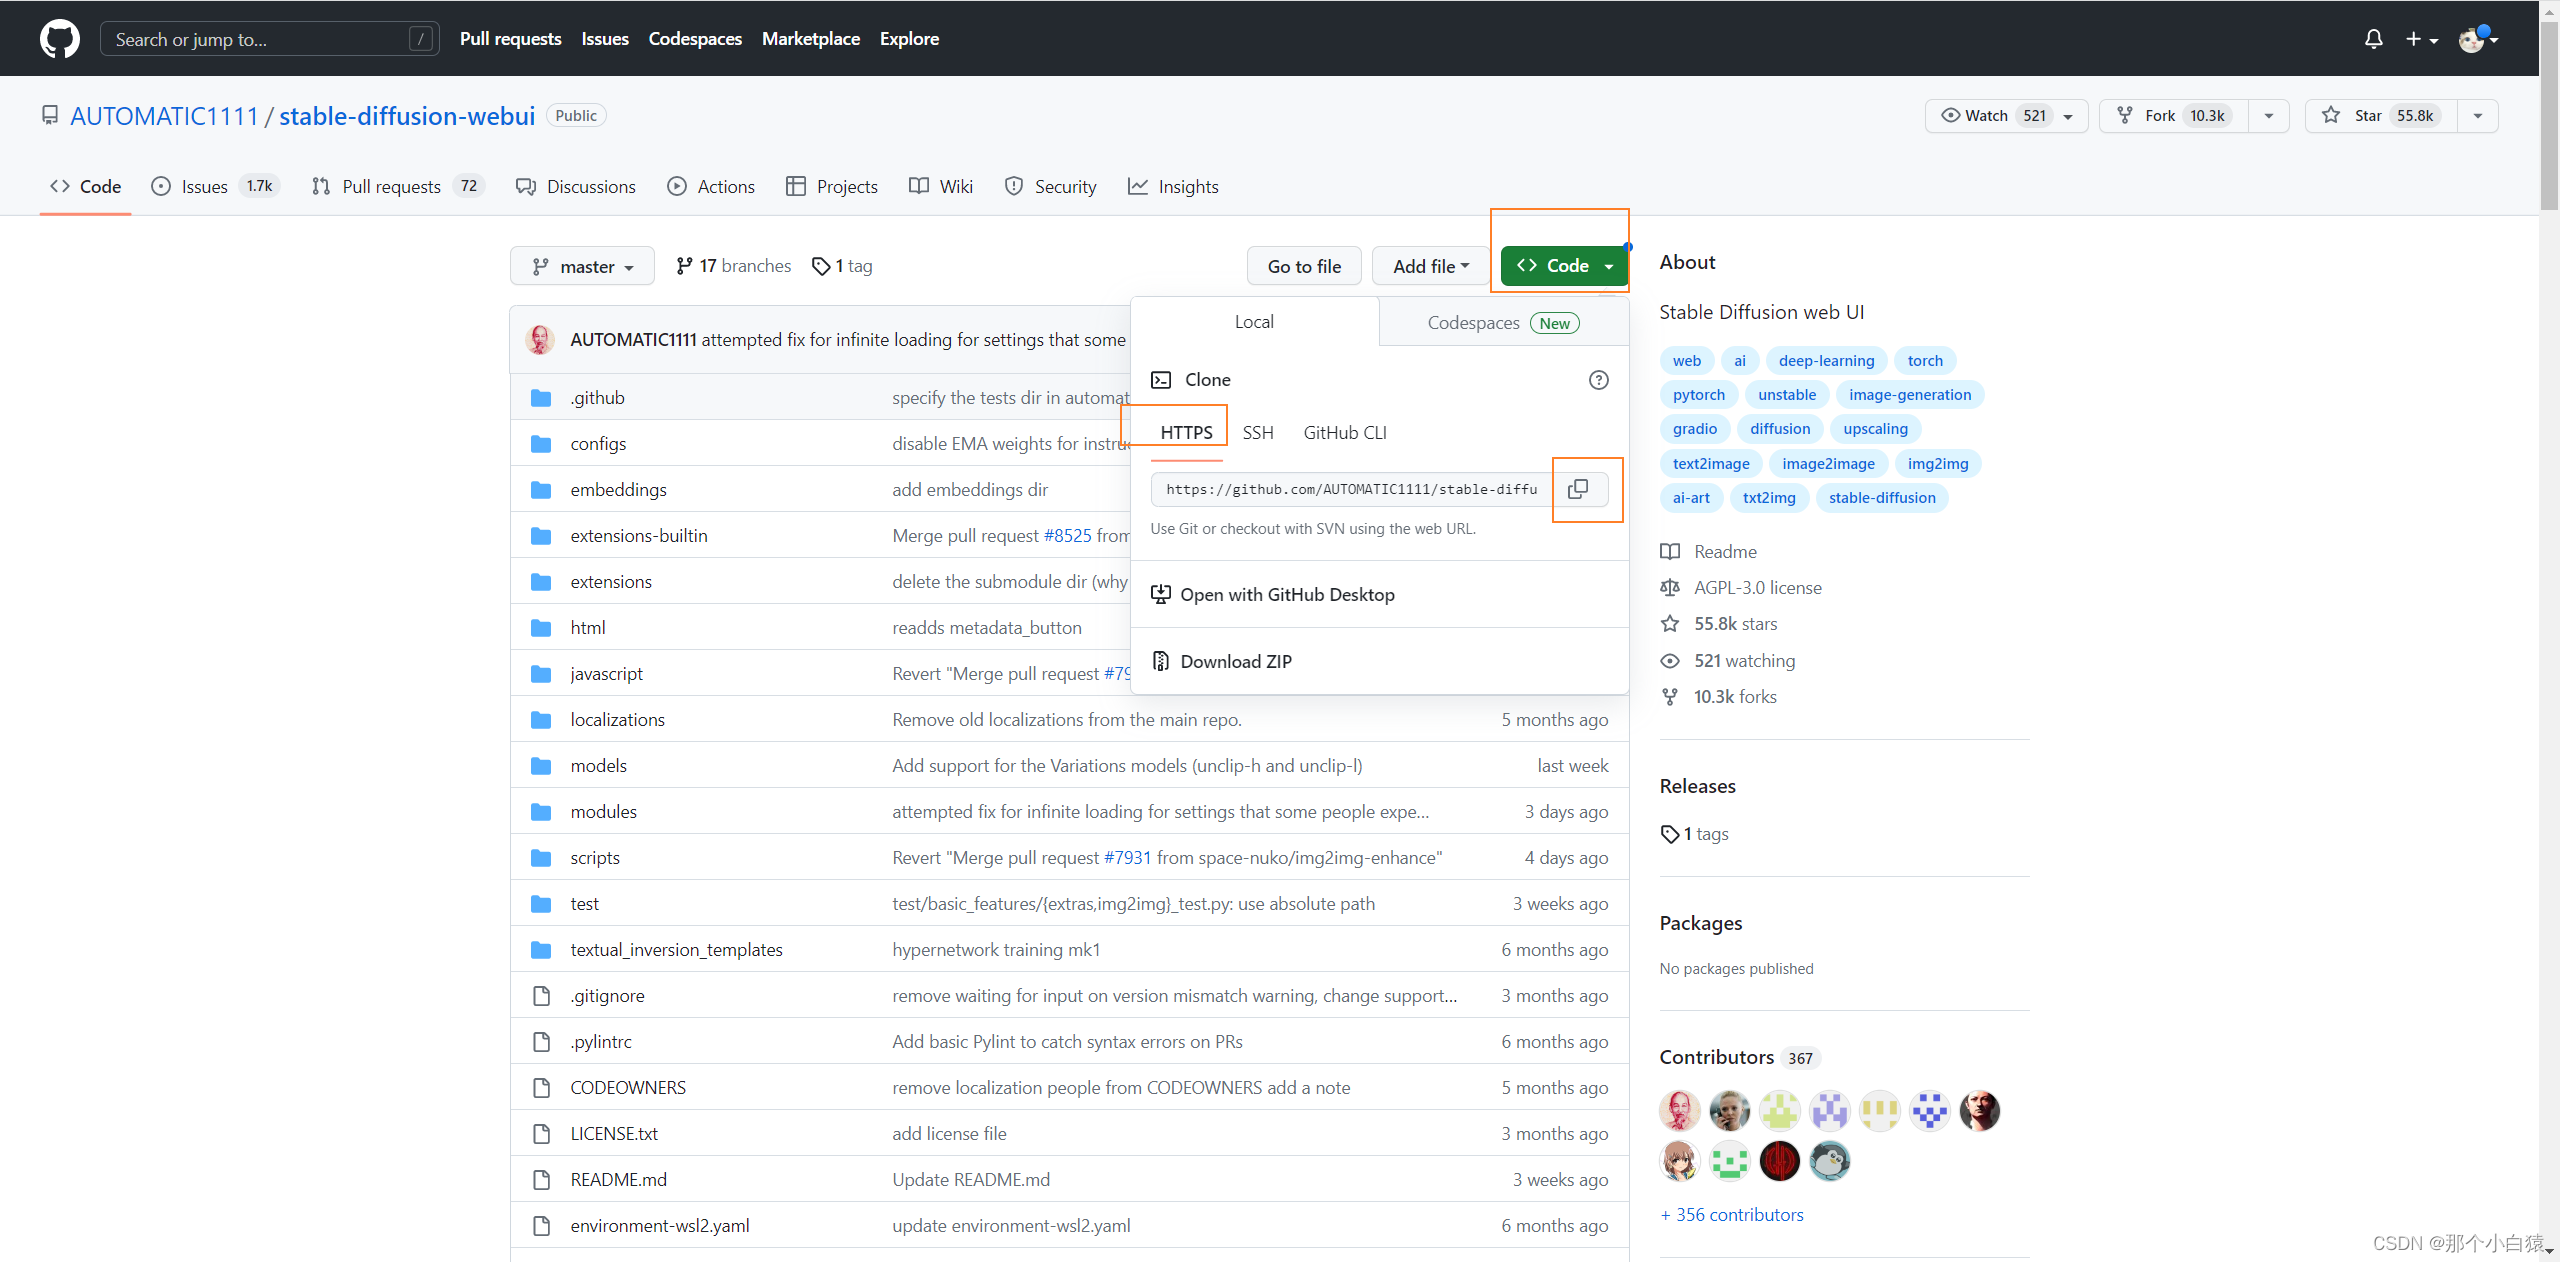 Search or jump to... / Pull requests Issues Codespaces Marketplace Explore
AUTOMATIC1111 / stable-diffusion-webui Public Watch 521 Fork 10.3k Star 55.8k
Code Issues 1.7k Pull requests 72 Discussions Actions Projects Wiki Security Insights
master 17 branches 1 tag Go to file Add file Code
AUTOMATIC1111 attempted fix for infinite loading for settings that some
.github specify the tests dir in automat
configs disable EMA weights for instruc
embeddings add embeddings dir
extensions-builtin Merge pull request #8525 from
extensions delete the submodule dir (why
html readds metadata_button
javascript Revert "Merge pull request #79
localizations Remove old localizations from the main repo. 5 months ago
models Add support for the Variations models (unclip-h and unclip-l) last week
modules attempted fix for infinite loading for settings that some people expe... 3 days ago
scripts Revert "Merge pull request #7931 from space-nuko/img2img-enhance" 4 days ago
test test/basic_features/{extras,img2img}_test.py: use absolute path 3 weeks ago
textual_inversion_templates hypernetwork training mk1 6 months ago
.gitignore remove waiting for input on version mismatch warning, change support... 3 months ago
.pylintrc Add basic Pylint to catch syntax errors on PRs 6 months ago
CODEOWNERS remove localization people from CODEOWNERS add a note 5 months ago
LICENSE.txt add license file 3 months ago
README.md Update README.md 3 weeks ago
environment-wsl2.yaml update environment-wsl2.yaml 6 months ago
Local Codespaces New
Clone
HTTPS SSH GitHub CLI
https://github.com/AUTOMATIC1111/stable-diffu
Use Git or checkout with SVN using the web URL.
Open with GitHub Desktop
Download ZIP
About
Stable Diffusion web UI
web ai deep-learning torch
pytorch unstable image-generation
gradio diffusion upscaling
text2image image2image img2img
ai-art txt2img stable-diffusion
Readme
AGPL-3.0 license
55.8k stars
521 watching
10.3k forks
Releases
1 tags
Packages
No packages published
Contributors 367
+ 356 contributors
CSDN @那个小白猿